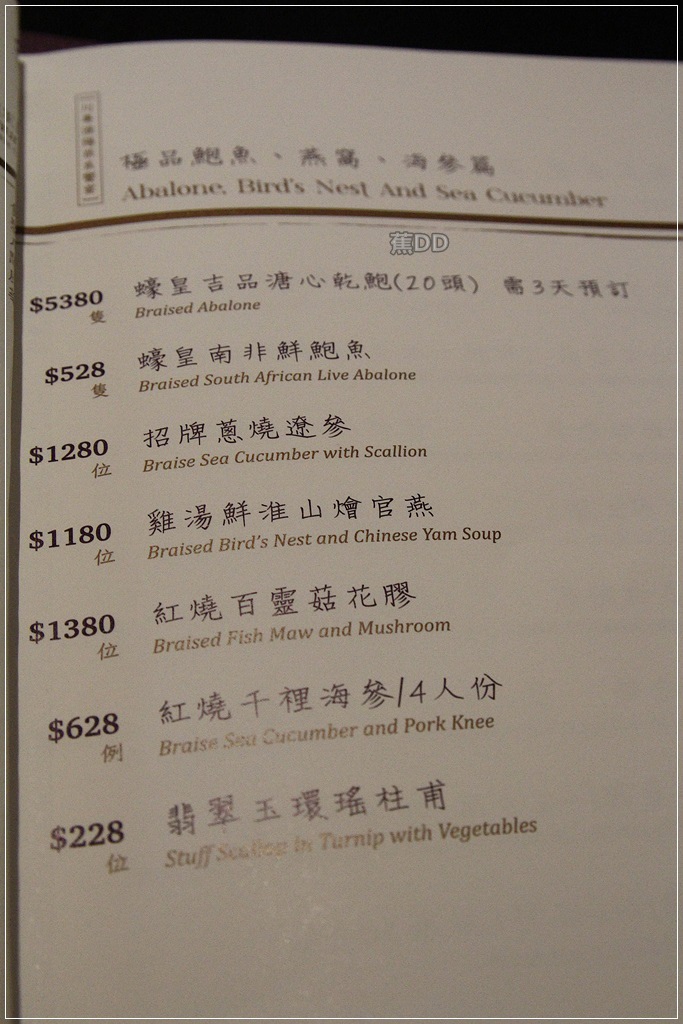 極品鮑魚、燕窩、海參篇
Abalone, Bird's Nest And Sea Cucumber
蕉DD
$5380 蠔皇吉品溏心乾鮑(20頭) 需3天預訂
隻 Braised Abalone
$528 蠔皇南非鮮鮑魚
隻 Braised South African Live Abalone
$1280 招牌蔥燒遼參
位 Braise Sea Cucumber with Scallion
$1180 雞湯鮮淮山燴官燕
位 Braised Bird's Nest and Chinese Yam Soup
$1380 紅燒百靈菇花膠
位 Braised Fish Maw and Mushroom
$628 紅燒千裡海參/4人份
例 Braise Sea Cucumber and Pork Knee
$228 翡翠玉環瑤柱甫
位 Stuff Scallop in Turnip with Vegetables